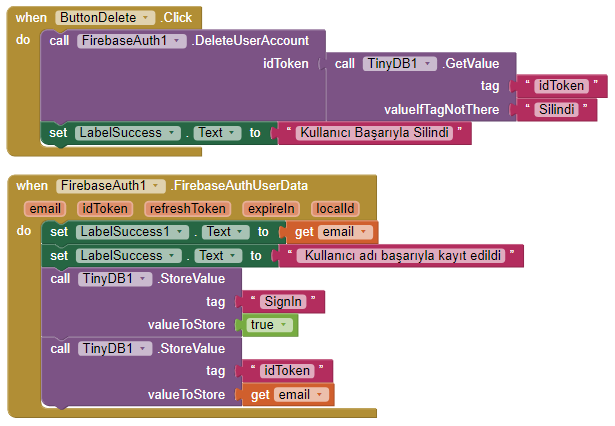 when ButtonDelete .Click
do call FirebaseAuth1 .DeleteUserAccount
idToken call TinyDB1 .GetValue
tag “ idToken ”
valueIfTagNotThere “ Silindi ”
set LabelSuccess . Text to “ Kullanıcı Başarıyla Silindi ”
when FirebaseAuth1 .FirebaseAuthUserData
email idToken refreshToken expireIn localId
do set LabelSuccess1 . Text to get email
set LabelSuccess . Text to “ Kullanıcı adı başarıyla kayıt edildi ”
call TinyDB1 .StoreValue
tag “ SignIn ”
valueToStore true
call TinyDB1 .StoreValue
tag “ idToken ”
valueToStore get email